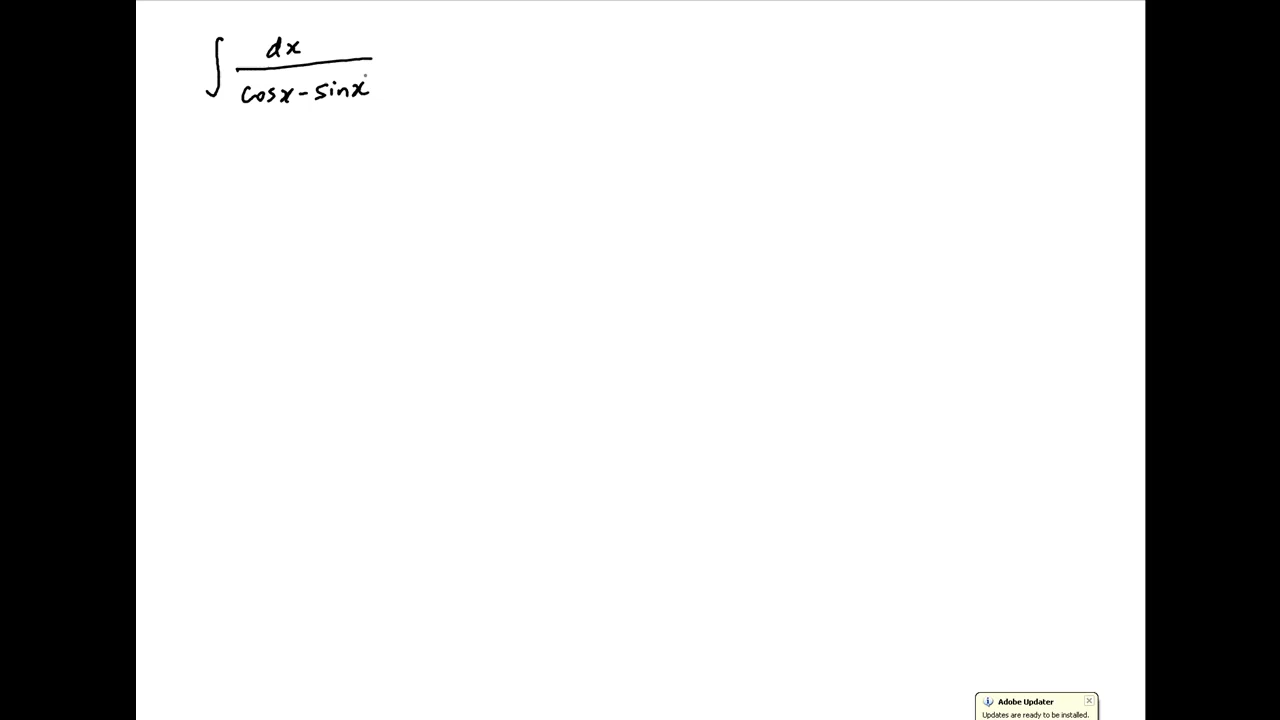 ∫ dx / cosx - sinx
Adobe Updater
Updates are ready to be installed.